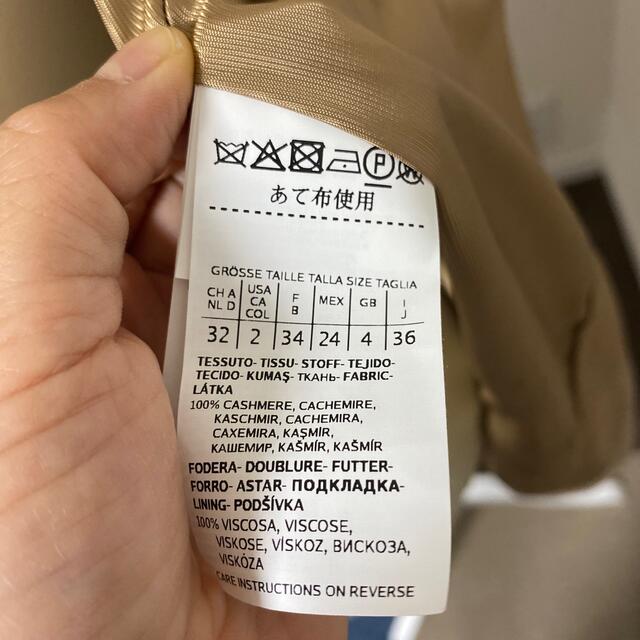 P
あて布使用
GRÖSSE TAILLE TALLA SIZE TAGLIA
CH A NL D USA CA COL F B MEX GB I J
32 2 34 24 4 36
TESSUTO- TISSU- STOFF- TEJIDO-
TECIDO- KUMAŞ- ТКАНЬ- FABRIC-
LÁTKA
100% CASHMERE, CACHEMIRE,
KASCHMIR, CACHEMIRA,
CAXEMIRA, KAŞMİR,
КАШЕМИР, KAŠMÍR, KAŠMÍR
FODERA- DOUBLURE- FUTTER-
FORRO- ASTAR- ПОДКЛАДКА-
LINING- PODŠÍVKA
100% VISCOSA, VISCOSE,
VISKOSE, VİSKOZ, ВИСКОЗА,
VISKÓZA
CARE INSTRUCTIONS ON REVERSE